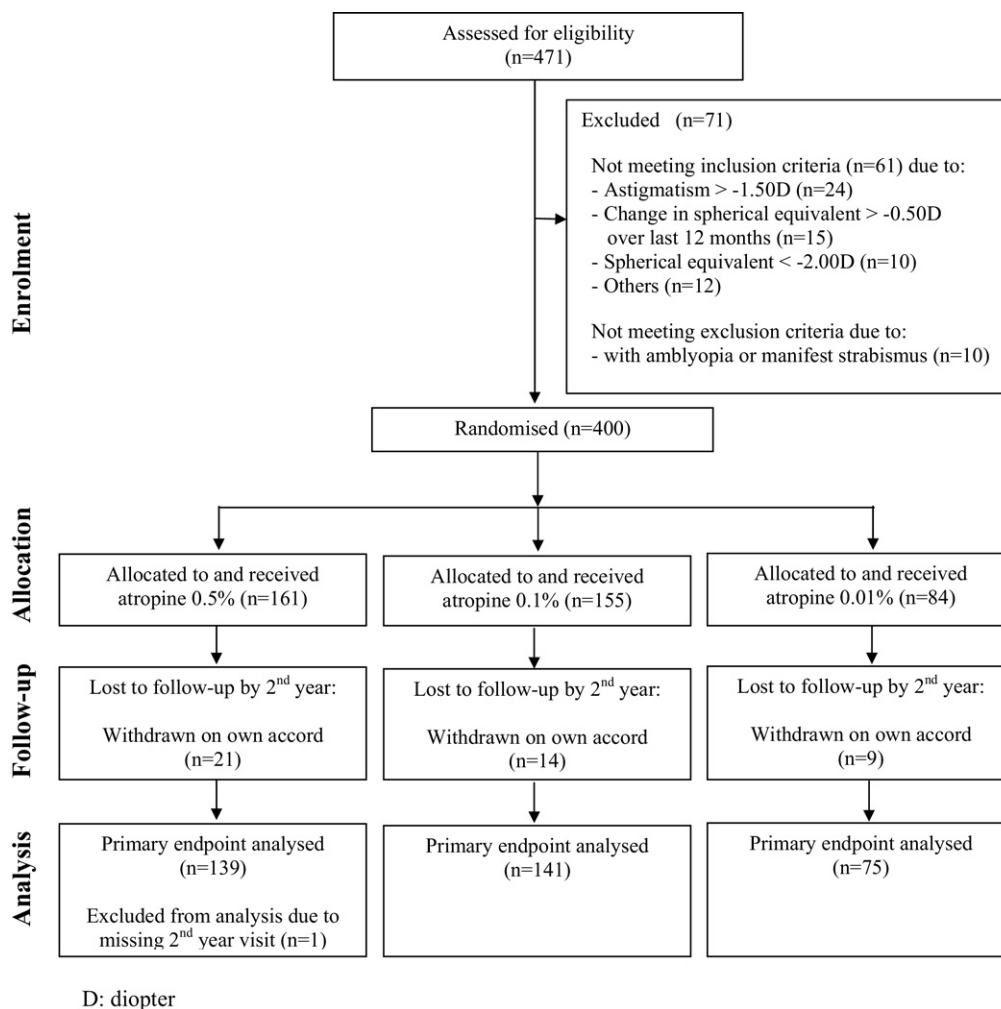 Assessed for eligibility
(n=471)
Excluded (n=71)
Not meeting inclusion criteria (n=61) due to:
- Astigmatism > -1.50D (n=24)
- Change in spherical equivalent > -0.50D
over last 12 months (n=15)
- Spherical equivalent < -2.00D (n=10)
- Others (n=12)
Not meeting exclusion criteria due to:
- with amblyopia or manifest strabismus (n=10)
Enrolment
Randomised (n=400)
Allocation
Allocated to and received
atropine 0.5% (n=161)
Allocated to and received
atropine 0.1% (n=155)
Allocated to and received
atropine 0.01% (n=84)
Follow-up
Lost to follow-up by 2nd year:
Withdrawn on own accord
(n=21)
Lost to follow-up by 2nd year:
Withdrawn on own accord
(n=14)
Lost to follow-up by 2nd year:
Withdrawn on own accord
(n=9)
Analysis
Primary endpoint analysed
(n=139)
Excluded from analysis due to
missing 2nd year visit (n=1)
Primary endpoint analysed
(n=141)
Primary endpoint analysed
(n=75)
D: diopter